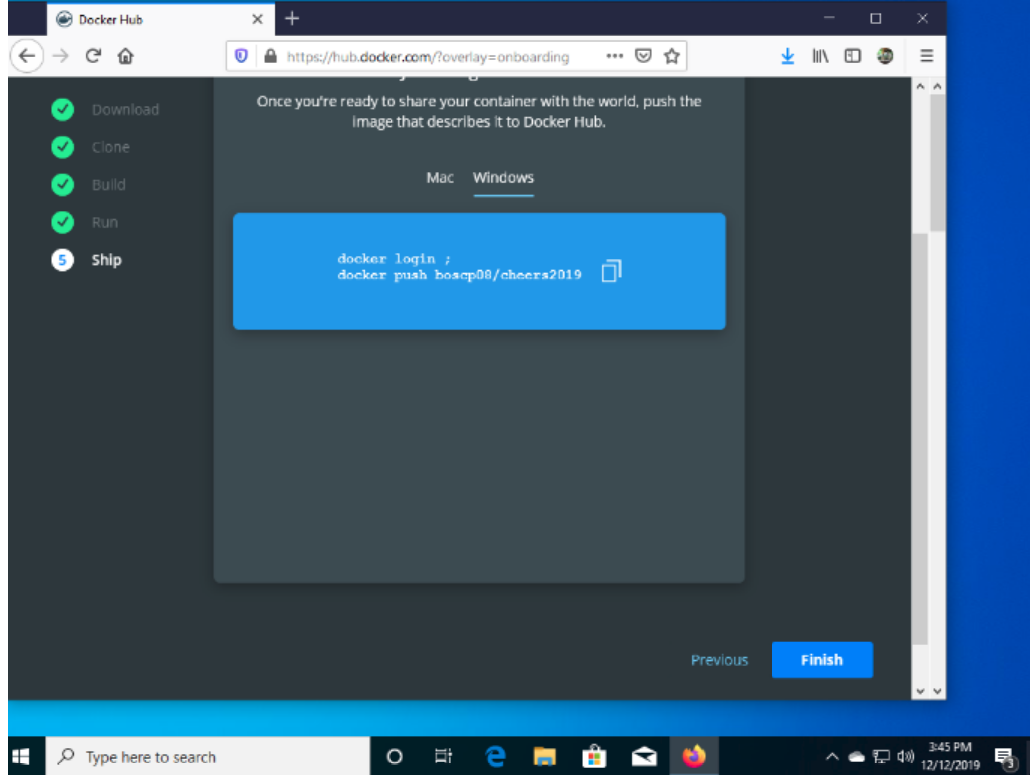 Docker Hub
https://hub.docker.com/?overlay=onboarding
Once you're ready to share your container with the world, push the
image that describes it to Docker Hub.
Download
Clone
Build
Run
5 Ship
Mac Windows
docker login ;
docker push boscp08/cheers2019
Previous Finish
Type here to search
3:45 PM
12/12/2019
3